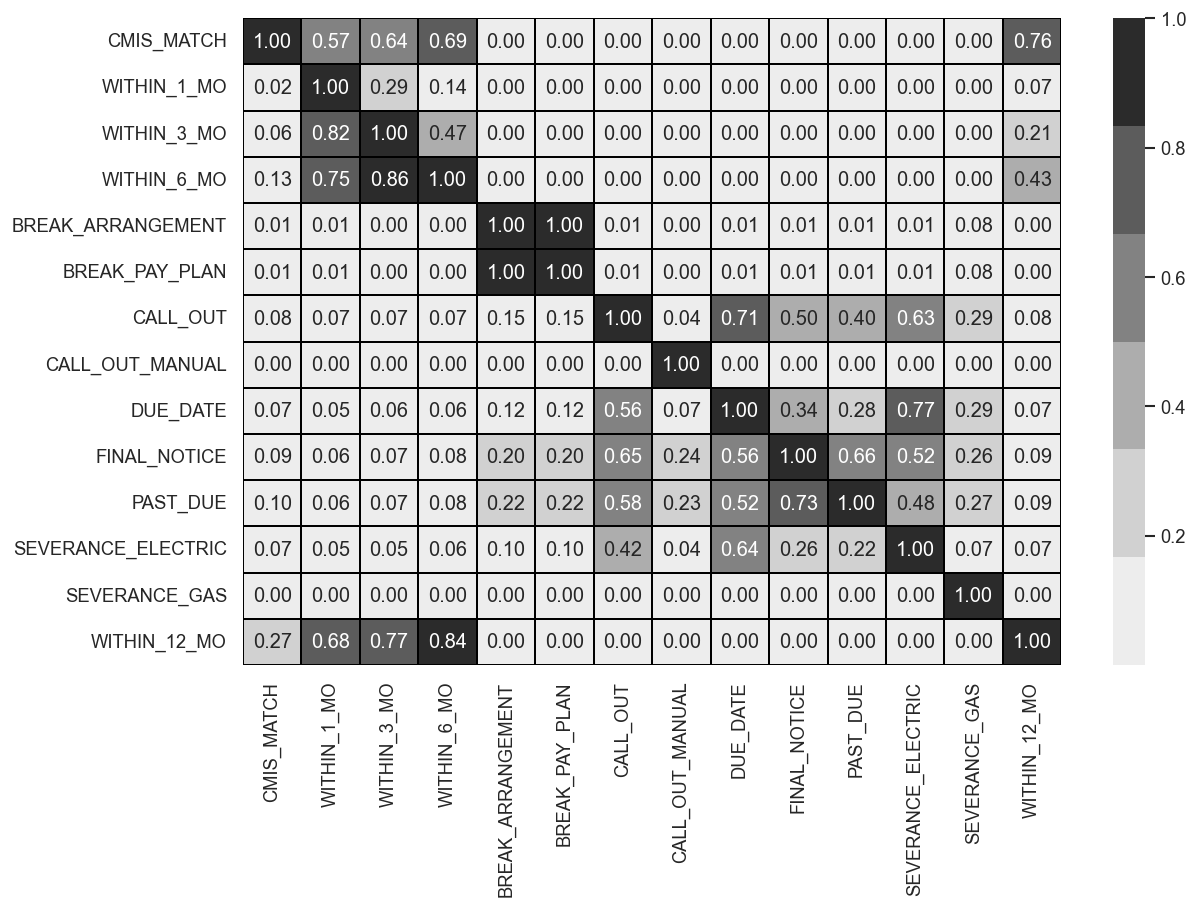 CMIS_MATCH 1.00 0.57 0.64 0.69 0.00 0.00 0.00 0.00 0.00 0.00 0.00 0.00 0.00 0.76
WITHIN_1_MO 0.02 1.00 0.29 0.14 0.00 0.00 0.00 0.00 0.00 0.00 0.00 0.00 0.00 0.07
WITHIN_3_MO 0.06 0.82 1.00 0.47 0.00 0.00 0.00 0.00 0.00 0.00 0.00 0.00 0.00 0.21
WITHIN_6_MO 0.13 0.75 0.86 1.00 0.00 0.00 0.00 0.00 0.00 0.00 0.00 0.00 0.00 0.43
BREAK_ARRANGEMENT 0.01 0.01 0.00 0.00 1.00 1.00 0.01 0.00 0.01 0.01 0.01 0.01 0.08 0.00
BREAK_PAY_PLAN 0.01 0.01 0.00 0.00 1.00 1.00 0.01 0.00 0.01 0.01 0.01 0.01 0.08 0.00
CALL_OUT 0.08 0.07 0.07 0.07 0.15 0.15 1.00 0.04 0.71 0.50 0.40 0.63 0.29 0.08
CALL_OUT_MANUAL 0.00 0.00 0.00 0.00 0.00 0.00 0.00 1.00 0.00 0.00 0.00 0.00 0.00 0.00
DUE_DATE 0.07 0.05 0.06 0.06 0.12 0.12 0.56 0.07 1.00 0.34 0.28 0.77 0.29 0.07
FINAL_NOTICE 0.09 0.06 0.07 0.08 0.20 0.20 0.65 0.24 0.56 1.00 0.66 0.52 0.26 0.09
PAST_DUE 0.10 0.06 0.07 0.08 0.22 0.22 0.58 0.23 0.52 0.73 1.00 0.48 0.27 0.09
SEVERANCE_ELECTRIC 0.07 0.05 0.05 0.06 0.10 0.10 0.42 0.04 0.64 0.26 0.22 1.00 0.07 0.07
SEVERANCE_GAS 0.00 0.00 0.00 0.00 0.00 0.00 0.00 0.00 0.00 0.00 0.00 0.00 1.00 0.00
WITHIN_12_MO 0.27 0.68 0.77 0.84 0.00 0.00 0.00 0.00 0.00 0.00 0.00 0.00 0.00 1.00
CMIS_MATCH
WITHIN_1_MO
WITHIN_3_MO
WITHIN_6_MO
BREAK_ARRANGEMENT
BREAK_PAY_PLAN
CALL_OUT
CALL_OUT_MANUAL
DUE_DATE
FINAL_NOTICE
PAST_DUE
SEVERANCE_ELECTRIC
SEVERANCE_GAS
WITHIN_12_MO
1.0
0.8
0.6
0.4
0.2